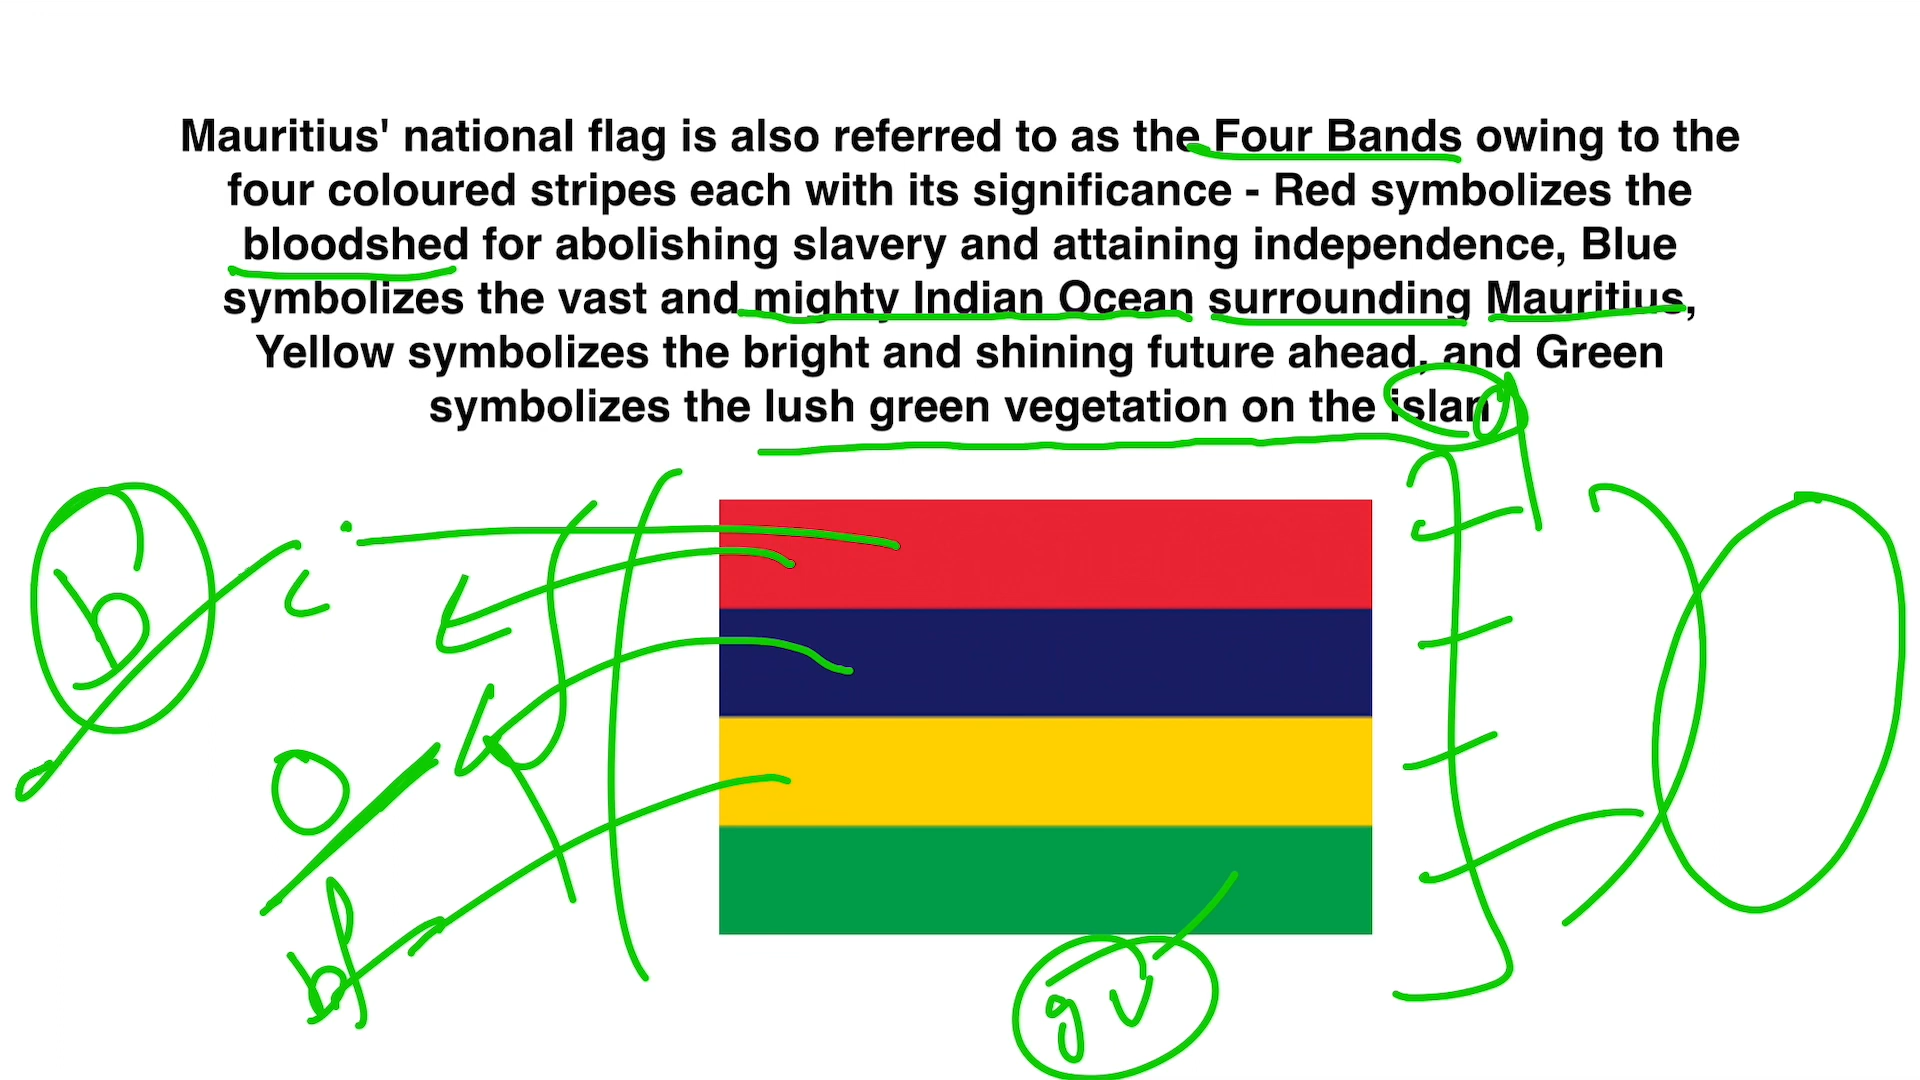 Mauritius' national flag is also referred to as the Four Bands owing to the
four coloured stripes each with its significance - Red symbolizes the
bloodshed for abolishing slavery and attaining independence, Blue
symbolizes the vast and mighty Indian Ocean surrounding Mauritius,
Yellow symbolizes the bright and shining future ahead, and Green
symbolizes the lush green vegetation on the islan d
b
o
bf
gv